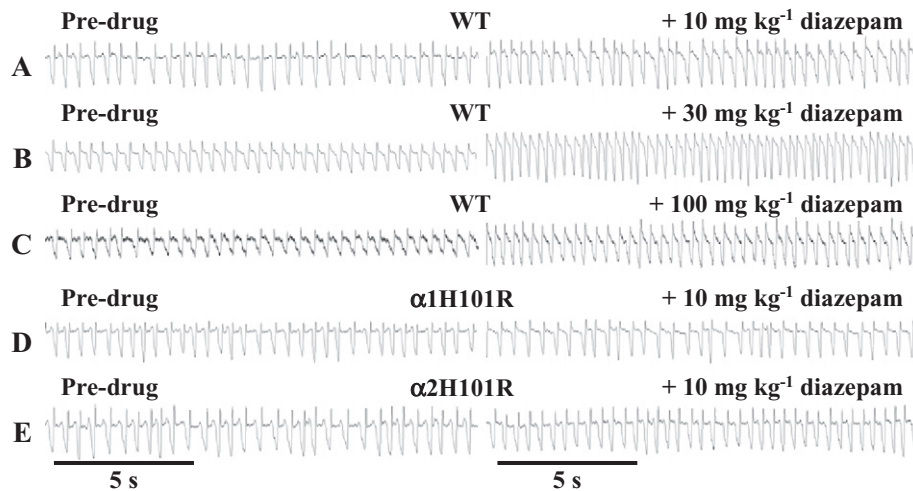 Pre-drug WT + 10 mg kg⁻¹ diazepam
A
Pre-drug WT + 30 mg kg⁻¹ diazepam
B
Pre-drug WT + 100 mg kg⁻¹ diazepam
C
Pre-drug α1H101R + 10 mg kg⁻¹ diazepam
D
Pre-drug α2H101R + 10 mg kg⁻¹ diazepam
E
5 s 5 s